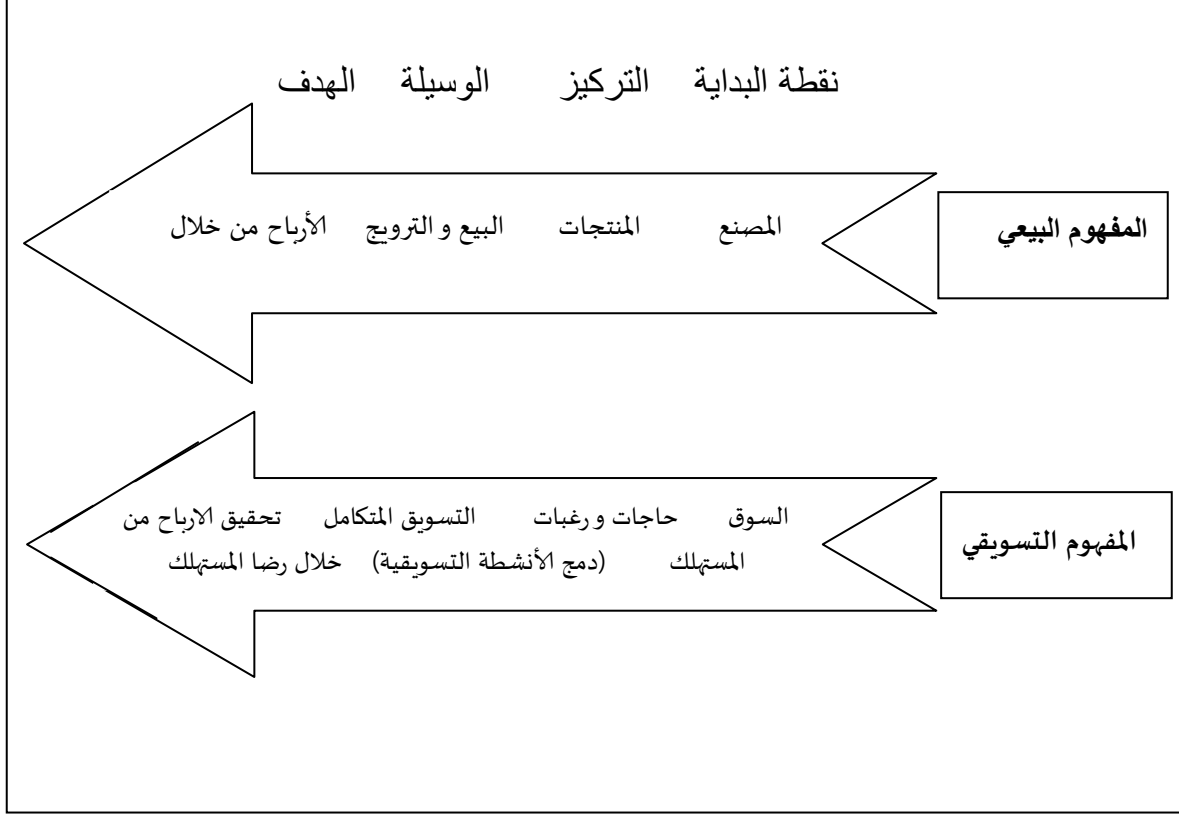 نقطة البداية التركيز الوسيلة الهدف
المفهوم البيعي
المصنع المنتجات البيع و الترويج الأرباح من خلال
المفهوم التسويقي
السوق حاجات و رغبات التسويق المتكامل تحقيق الارباح من
المستهلك (دمج الأنشطة التسويقية) خلال رضا المستهلك